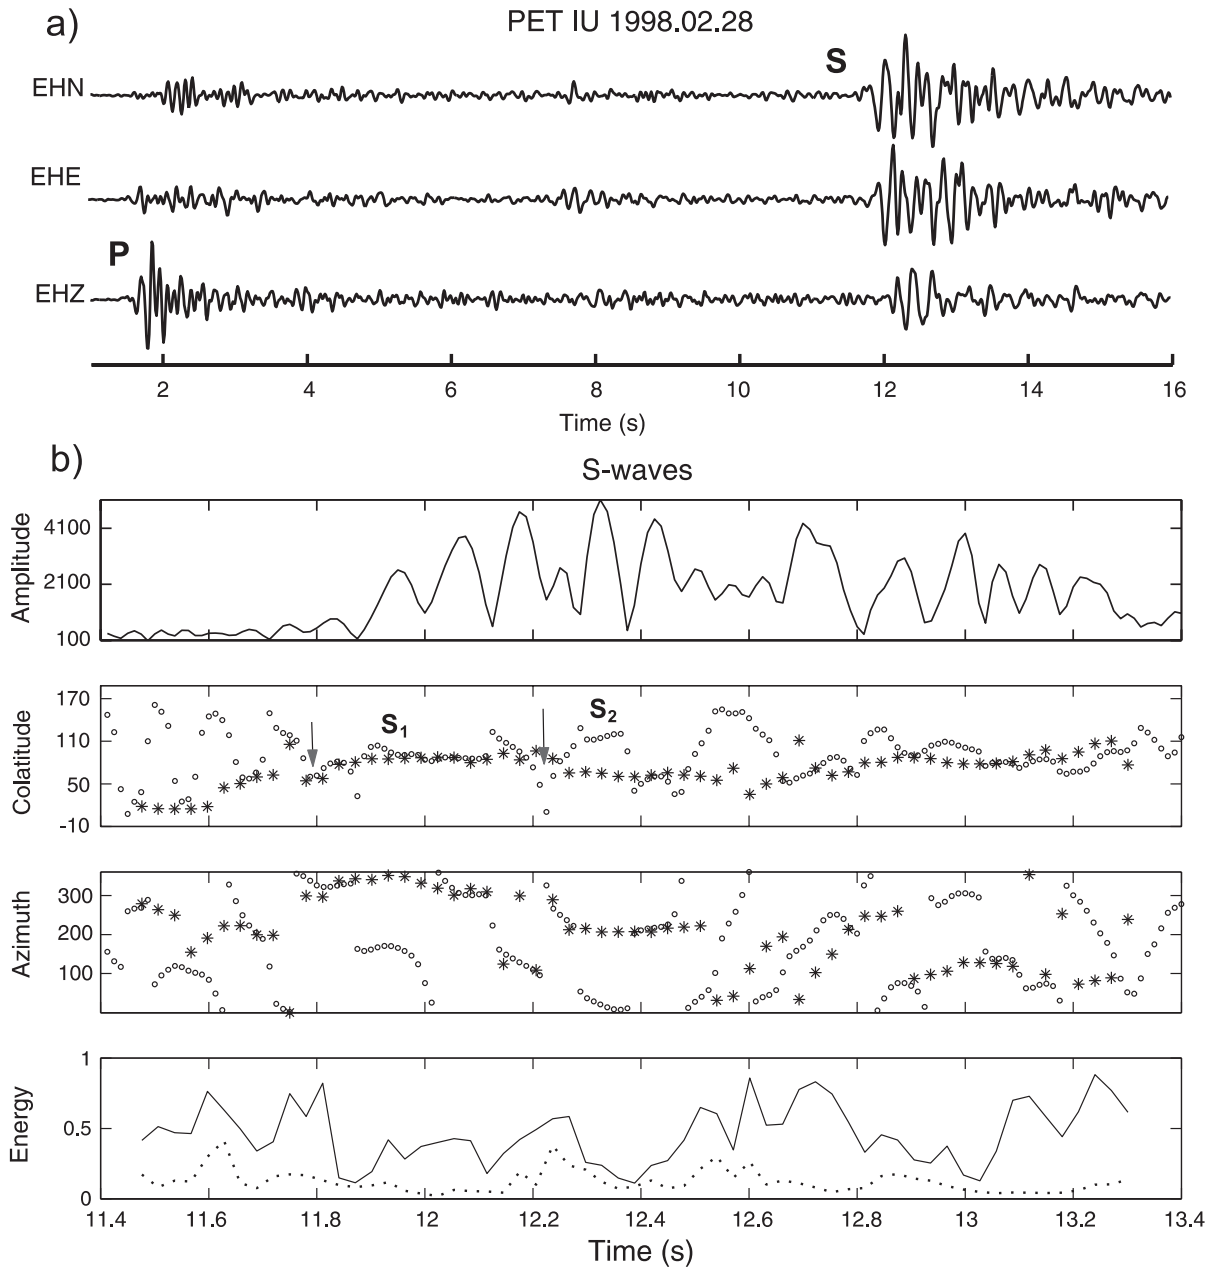 a)
PET IU 1998.02.28
S
EHN
EHE
P
EHZ
2 4 6 8 10 12 14 16
Time (s)
b)
S-waves
Amplitude
4100
2100
100
Colatitude
170
110
50
-10
S1
S2
Azimuth
300
200
100
Energy
1
0.5
0
11.4 11.6 11.8 12 12.2 12.4 12.6 12.8 13 13.2 13.4
Time (s)